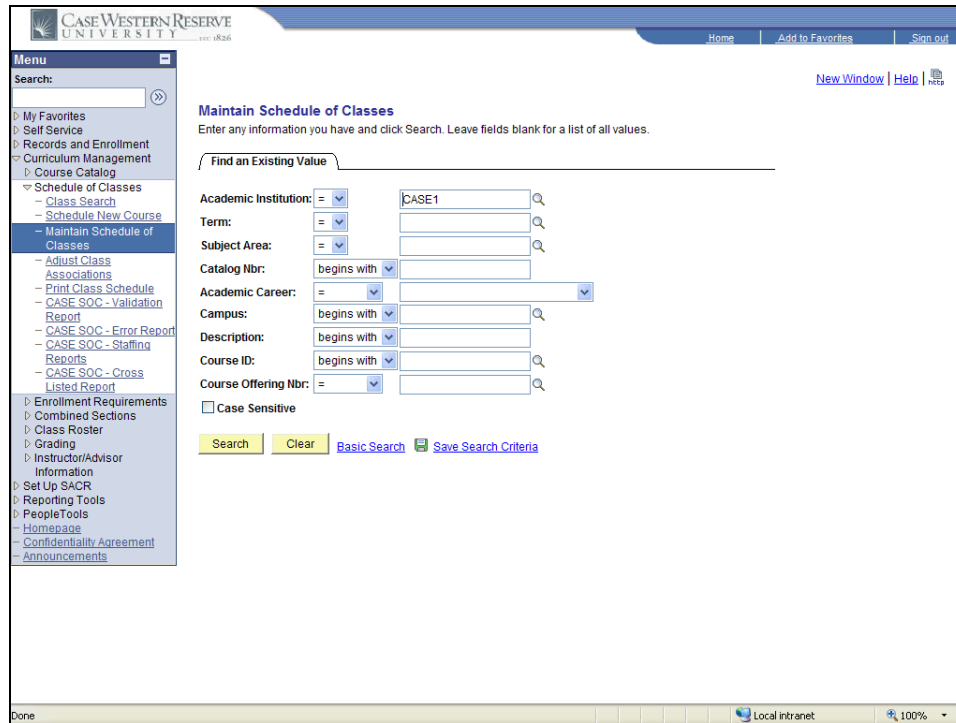 CASE WESTERN RESERVE
UNIVERSITY EST 1826
Home Add to Favorites Sign out
Menu
Search:
My Favorites
Self Service
Records and Enrollment
Curriculum Management
Course Catalog
Schedule of Classes
– Class Search
– Schedule New Course
– Maintain Schedule of
Classes
– Adjust Class
Associations
– Print Class Schedule
– CASE SOC - Validation
Report
– CASE SOC - Error Report
– CASE SOC - Staffing
Reports
– CASE SOC - Cross
Listed Report
Enrollment Requirements
Combined Sections
Class Roster
Grading
Instructor/Advisor
Information
Set Up SACR
Reporting Tools
PeopleTools
– Homepage
– Confidentiality Agreement
– Announcements
New Window | Help | http
Maintain Schedule of Classes
Enter any information you have and click Search. Leave fields blank for a list of all values.
Find an Existing Value
Academic Institution: = CASE1
Term: =
Subject Area: =
Catalog Nbr: begins with
Academic Career: =
Campus: begins with
Description: begins with
Course ID: begins with
Course Offering Nbr: =
Case Sensitive
Search Clear Basic Search Save Search Criteria
Done Local intranet 100%